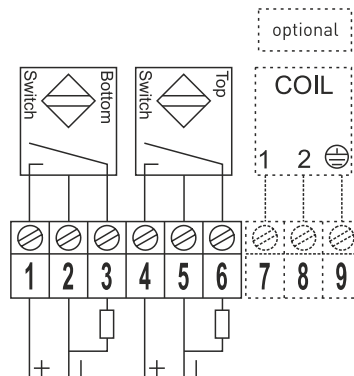 optional
Switch Bottom
Switch Top
COIL
1 2
1 2 3 4 5 6 7 8 9
+ − + −